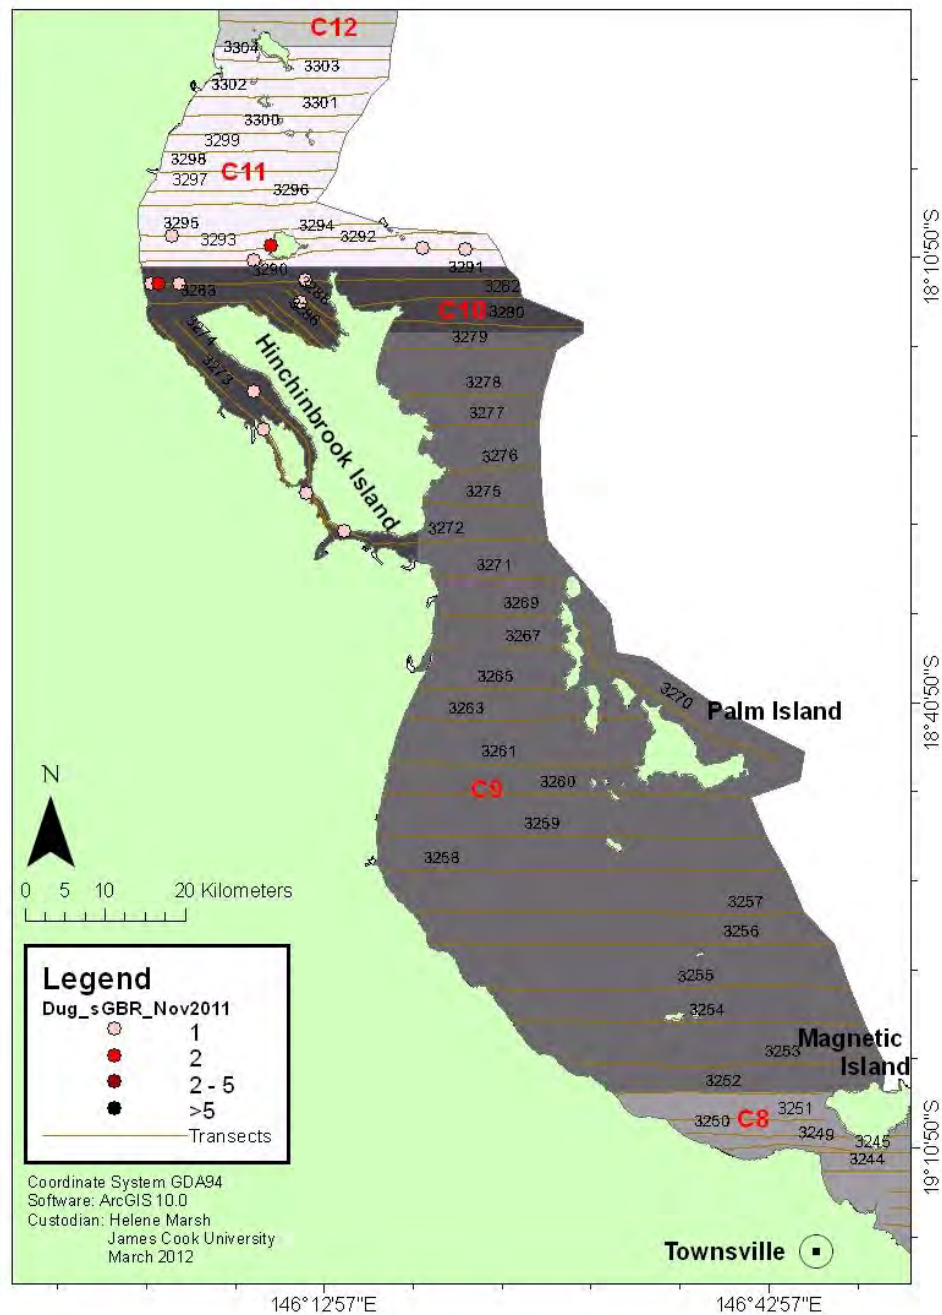 C12
3304
3303
3302
3301
3300
3299
3298
C11
3297
3296
3295
3294
3293
3292
18°10'50"S
3290
3291
3283
3288
3282
3286
C10
3280
3274
3279
3273
Hinchinbrook Island
3278
3277
3276
3275
3272
3271
3269
3267
3265
3270
18°40'50"S
3263
Palm Island
3261
N
3260
C9
3259
3258
0 5 10 20 Kilometers
3257
3256
Legend
Dug_sGBR_Nov2011
1
2
2 - 5
>5
Transects
3255
3254
3253
Magnetic
Island
3252
3251
3250
C8
3249
3245
3244
19°10'50"S
Coordinate System GDA94
Software: ArcGIS 10.0
Custodian: Helene Marsh
James Cook University
March 2012
Townsville
146°12'57"E
146°42'57"E